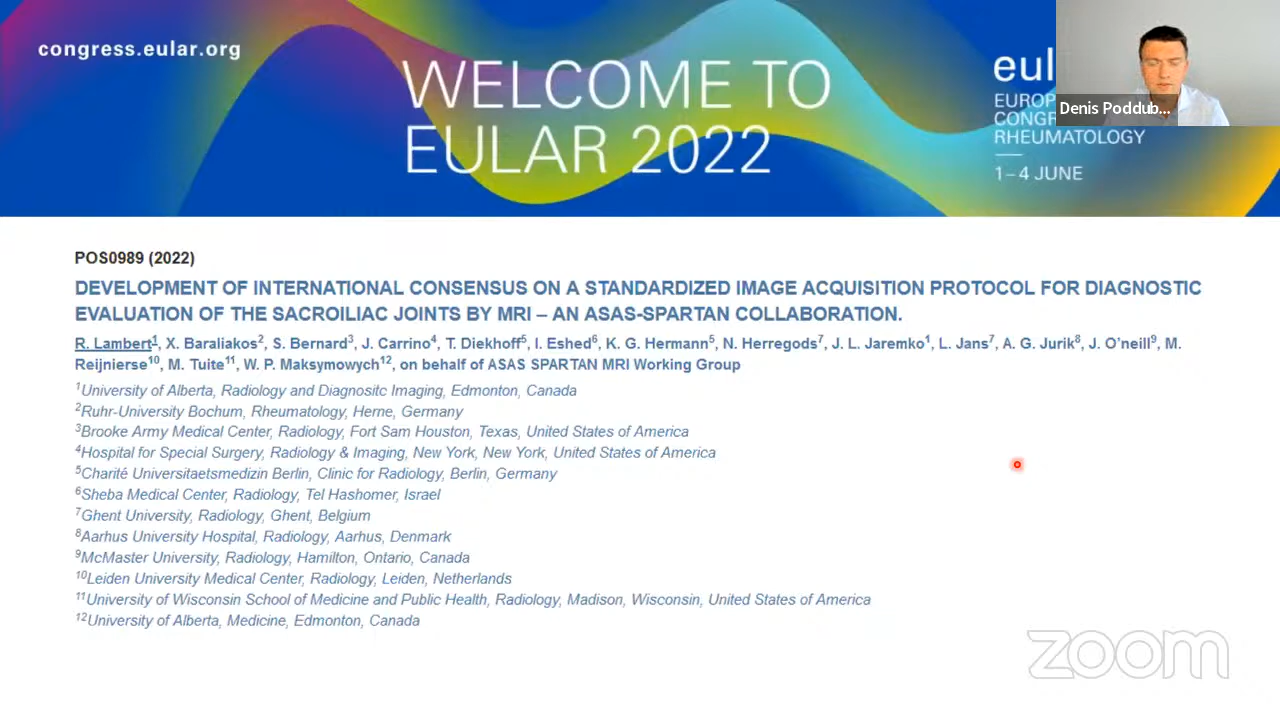 congress.eular.org
WELCOME TO
EULAR 2022
eul
EUROP
CONG
RHEUMATOLOGY
1–4 JUNE
Denis Poddub...
POS0989 (2022)
DEVELOPMENT OF INTERNATIONAL CONSENSUS ON A STANDARDIZED IMAGE ACQUISITION PROTOCOL FOR DIAGNOSTIC
EVALUATION OF THE SACROILIAC JOINTS BY MRI – AN ASAS-SPARTAN COLLABORATION.
R. Lambert1, X. Baraliakos2, S. Bernard3, J. Carrino4, T. Diekhoff5, I. Eshed6, K. G. Hermann5, N. Herregods7, J. L. Jaremko1, L. Jans7, A. G. Jurik8, J. O’neill9, M.
Reijnierse10, M. Tuite11, W. P. Maksymowych12, on behalf of ASAS SPARTAN MRI Working Group
1University of Alberta, Radiology and Diagnositc Imaging, Edmonton, Canada
2Ruhr-University Bochum, Rheumatology, Herne, Germany
3Brooke Army Medical Center, Radiology, Fort Sam Houston, Texas, United States of America
4Hospital for Special Surgery, Radiology & Imaging, New York, New York, United States of America
5Charité Universitaetsmedizin Berlin, Clinic for Radiology, Berlin, Germany
6Sheba Medical Center, Radiology, Tel Hashomer, Israel
7Ghent University, Radiology, Ghent, Belgium
8Aarhus University Hospital, Radiology, Aarhus, Denmark
9McMaster University, Radiology, Hamilton, Ontario, Canada
10Leiden University Medical Center, Radiology, Leiden, Netherlands
11University of Wisconsin School of Medicine and Public Health, Radiology, Madison, Wisconsin, United States of America
12University of Alberta, Medicine, Edmonton, Canada
zoom